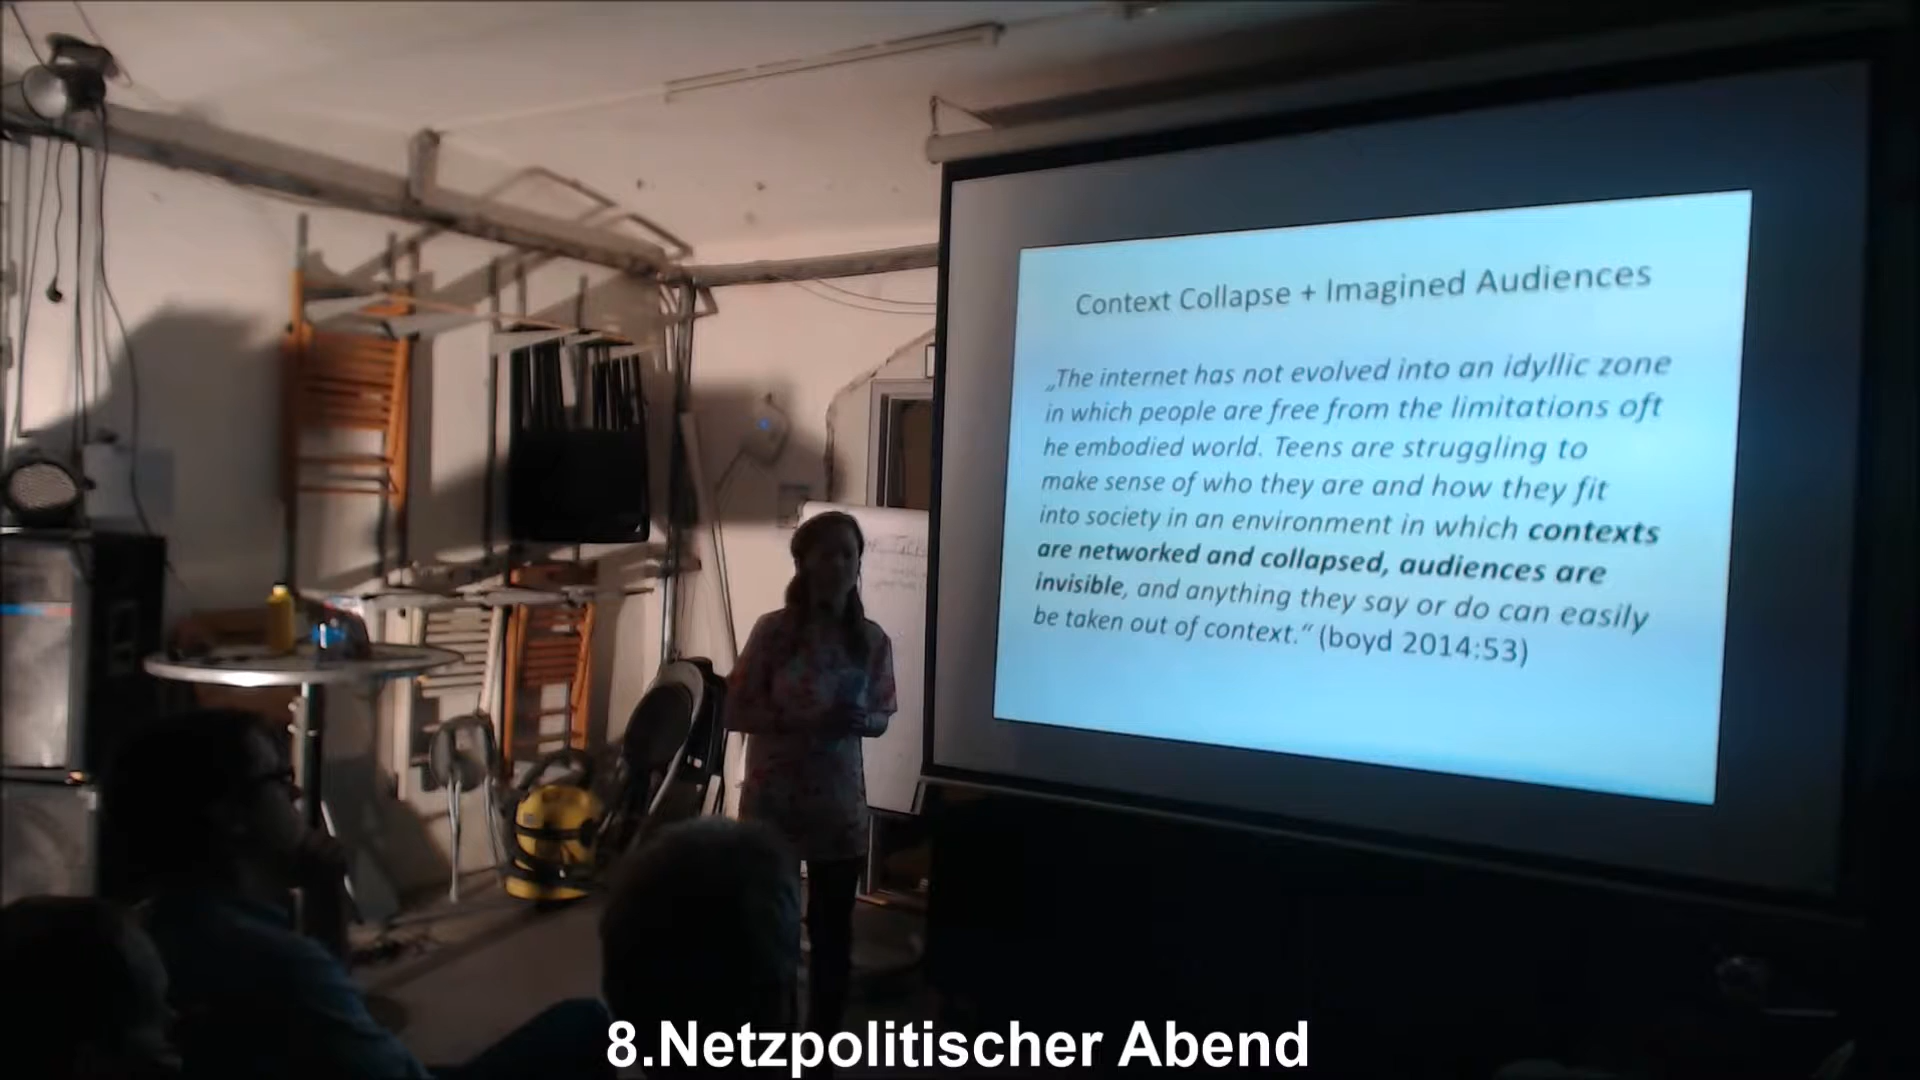 Context Collapse + Imagined Audiences
„The internet has not evolved into an idyllic zone
in which people are free from the limitations oft
he embodied world. Teens are struggling to
make sense of who they are and how they fit
into society in an environment in which contexts
are networked and collapsed, audiences are
invisible, and anything they say or do can easily
be taken out of context.“ (boyd 2014:53)
8.Netzpolitischer Abend